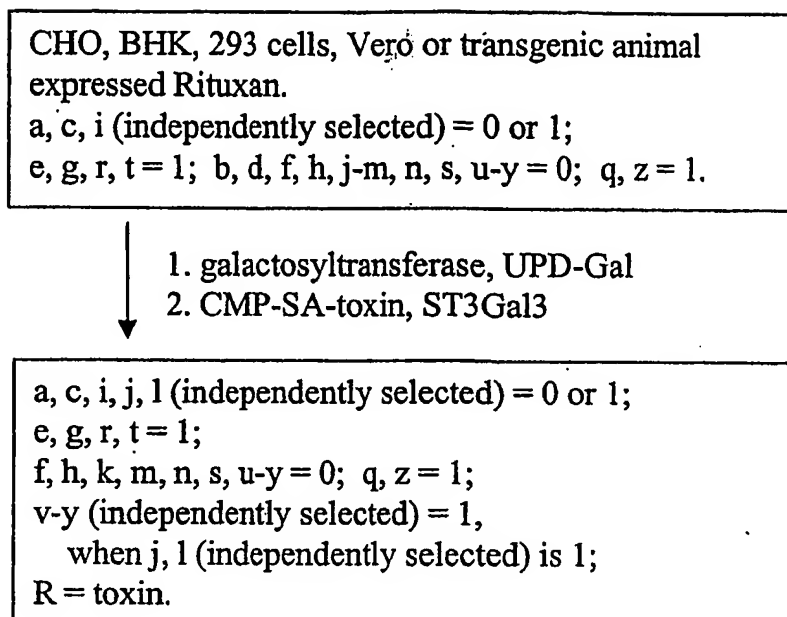 CHO, BHK, 293 cells, Vero or transgenic animal
expressed Rituxan.
a, c, i (independently selected) = 0 or 1;
e, g, r, t = 1; b, d, f, h, j-m, n, s, u-y = 0; q, z = 1.
1. galactosyltransferase, UPD-Gal
2. CMP-SA-toxin, ST3Gal3
a, c, i, j, l (independently selected) = 0 or 1;
e, g, r, t = 1;
f, h, k, m, n, s, u-y = 0; q, z = 1;
v-y (independently selected) = 1,
when j, l (independently selected) is 1;
R = toxin.